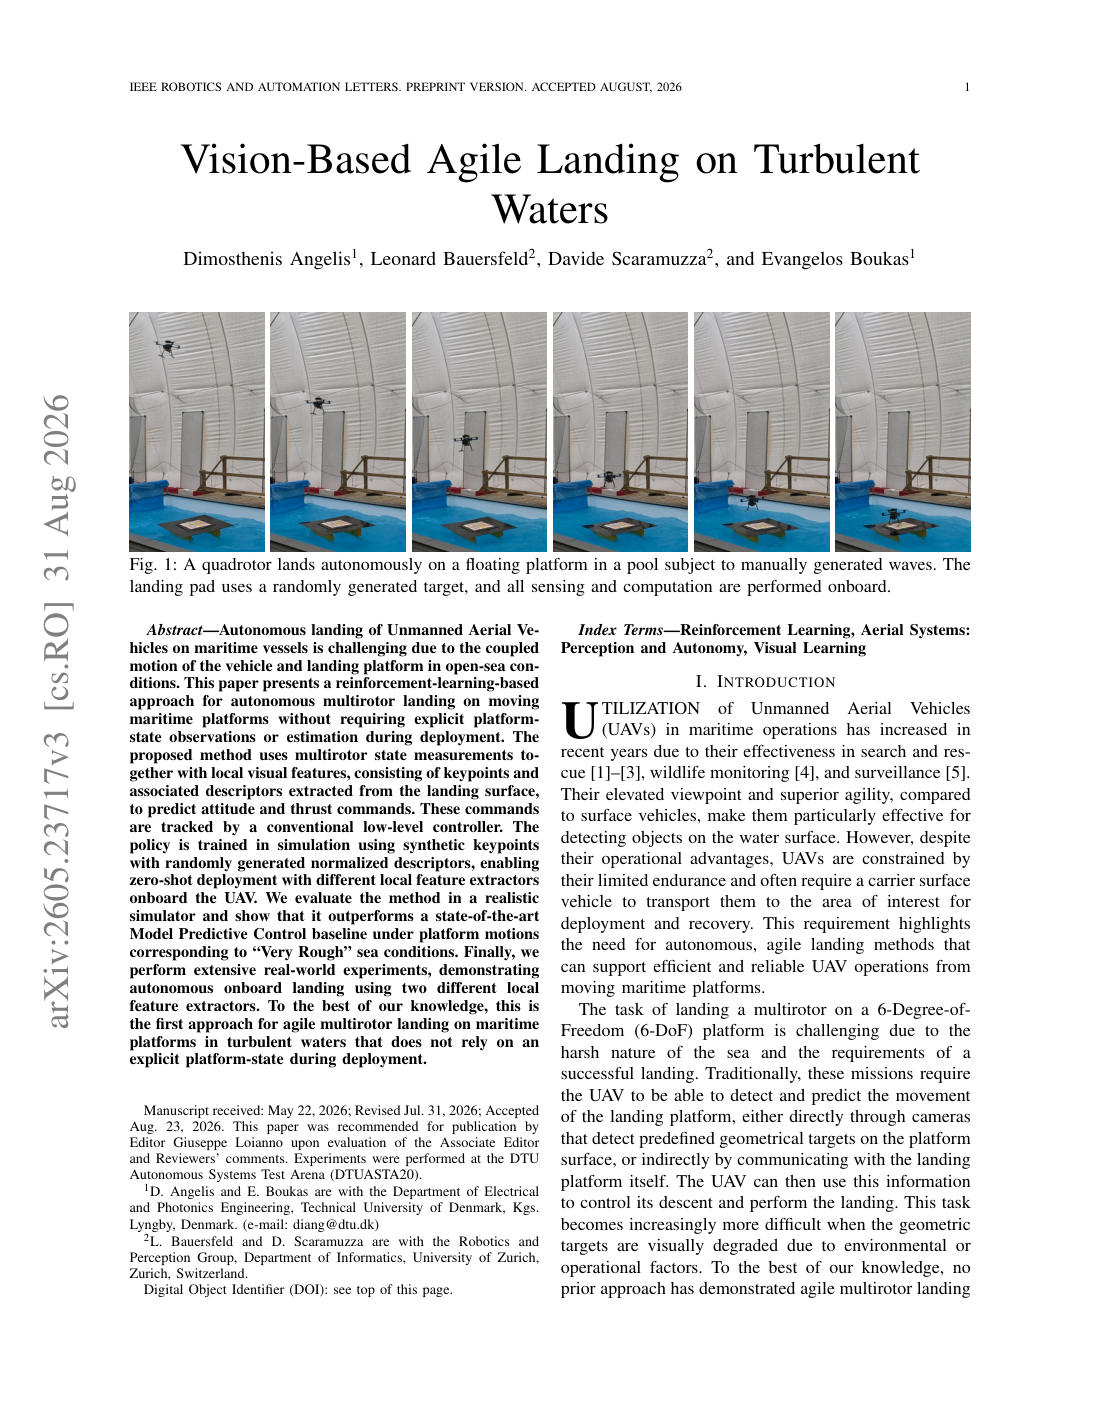 IEEE ROBOTICS AND AUTOMATION LETTERS. PREPRINT VERSION. ACCEPTED AUGUST, 2026 1
Vision-Based Agile Landing on Turbulent
Waters
Dimosthenis Angelis1, Leonard Bauersfeld2, Davide Scaramuzza2, and Evangelos Boukas1
Fig. 1: A quadrotor lands autonomously on a floating platform in a pool subject to manually generated waves. The
landing pad uses a randomly generated target, and all sensing and computation are performed onboard.
Abstract—Autonomous landing of Unmanned Aerial Ve-
hicles on maritime vessels is challenging due to the coupled
motion of the vehicle and landing platform in open-sea con-
ditions. This paper presents a reinforcement-learning-based
approach for autonomous multirotor landing on moving
maritime platforms without requiring explicit platform-
state observations or estimation during deployment. The
proposed method uses multirotor state measurements to-
gether with local visual features, consisting of keypoints and
associated descriptors extracted from the landing surface,
to predict attitude and thrust commands. These commands
are tracked by a conventional low-level controller. The
policy is trained in simulation using synthetic keypoints
with randomly generated normalized descriptors, enabling
zero-shot deployment with different local feature extractors
onboard the UAV. We evaluate the method in a realistic
simulator and show that it outperforms a state-of-the-art
Model Predictive Control baseline under platform motions
corresponding to “Very Rough” sea conditions. Finally, we
perform extensive real-world experiments, demonstrating
autonomous onboard landing using two different local
feature extractors. To the best of our knowledge, this is
the first approach for agile multirotor landing on maritime
platforms in turbulent waters that does not rely on an
explicit platform-state during deployment.
Manuscript received: May 22, 2026; Revised Jul. 31, 2026; Accepted
Aug. 23, 2026. This paper was recommended for publication by
Editor Giuseppe Loianno upon evaluation of the Associate Editor
and Reviewers’ comments. Experiments were performed at the DTU
Autonomous Systems Test Arena (DTUASTA20).
1D. Angelis and E. Boukas are with the Department of Electrical
and Photonics Engineering, Technical University of Denmark, Kgs.
Lyngby, Denmark. (e-mail: diang@dtu.dk)
2L. Bauersfeld and D. Scaramuzza are with the Robotics and
Perception Group, Department of Informatics, University of Zurich,
Zurich, Switzerland.
Digital Object Identifier (DOI): see top of this page.
Index Terms—Reinforcement Learning, Aerial Systems:
Perception and Autonomy, Visual Learning
I. INTRODUCTION
UTILIZATION of Unmanned Aerial Vehicles
(UAVs) in maritime operations has increased in
recent years due to their effectiveness in search and res-
cue [1]–[3], wildlife monitoring [4], and surveillance [5].
Their elevated viewpoint and superior agility, compared
to surface vehicles, make them particularly effective for
detecting objects on the water surface. However, despite
their operational advantages, UAVs are constrained by
their limited endurance and often require a carrier surface
vehicle to transport them to the area of interest for
deployment and recovery. This requirement highlights
the need for autonomous, agile landing methods that
can support efficient and reliable UAV operations from
moving maritime platforms.
The task of landing a multirotor on a 6-Degree-of-
Freedom (6-DoF) platform is challenging due to the
harsh nature of the sea and the requirements of a
successful landing. Traditionally, these missions require
the UAV to be able to detect and predict the movement
of the landing platform, either directly through cameras
that detect predefined geometrical targets on the platform
surface, or indirectly by communicating with the landing
platform itself. The UAV can then use this information
to control its descent and perform the landing. This task
becomes increasingly more difficult when the geometric
targets are visually degraded due to environmental or
operational factors. To the best of our knowledge, no
prior approach has demonstrated agile multirotor landing
arXiv:2605.23717v3 [cs.RO] 31 Aug 2026